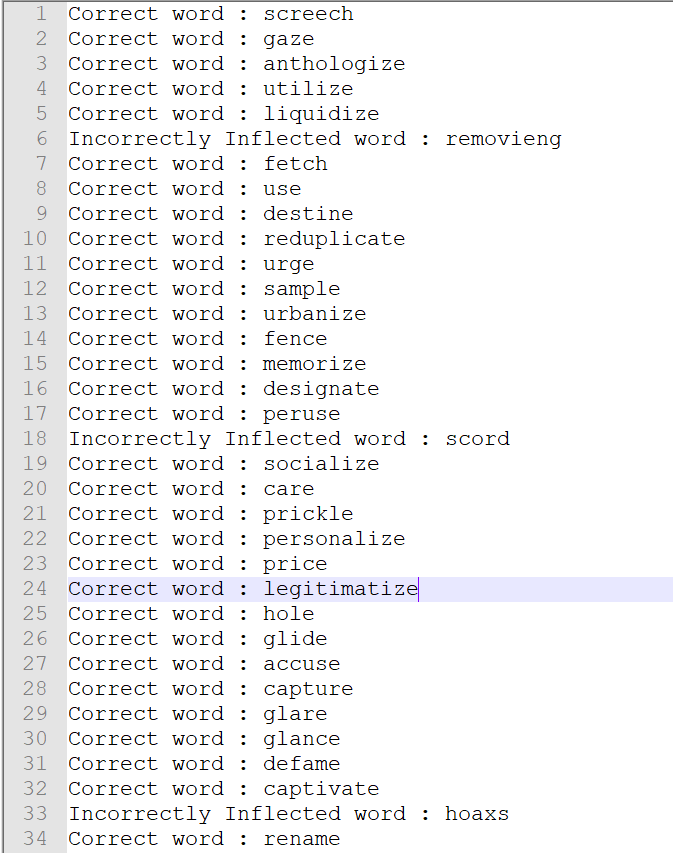 1 Correct word : screech
2 Correct word : gaze
3 Correct word : anthologize
4 Correct word : utilize
5 Correct word : liquidize
6 Incorrectly Inflected word : removieng
7 Correct word : fetch
8 Correct word : use
9 Correct word : destine
10 Correct word : reduplicate
11 Correct word : urge
12 Correct word : sample
13 Correct word : urbanize
14 Correct word : fence
15 Correct word : memorize
16 Correct word : designate
17 Correct word : peruse
18 Incorrectly Inflected word : scord
19 Correct word : socialize
20 Correct word : care
21 Correct word : prickle
22 Correct word : personalize
23 Correct word : price
24 Correct word : legitimatize
25 Correct word : hole
26 Correct word : glide
27 Correct word : accuse
28 Correct word : capture
29 Correct word : glare
30 Correct word : glance
31 Correct word : defame
32 Correct word : captivate
33 Incorrectly Inflected word : hoaxs
34 Correct word : rename